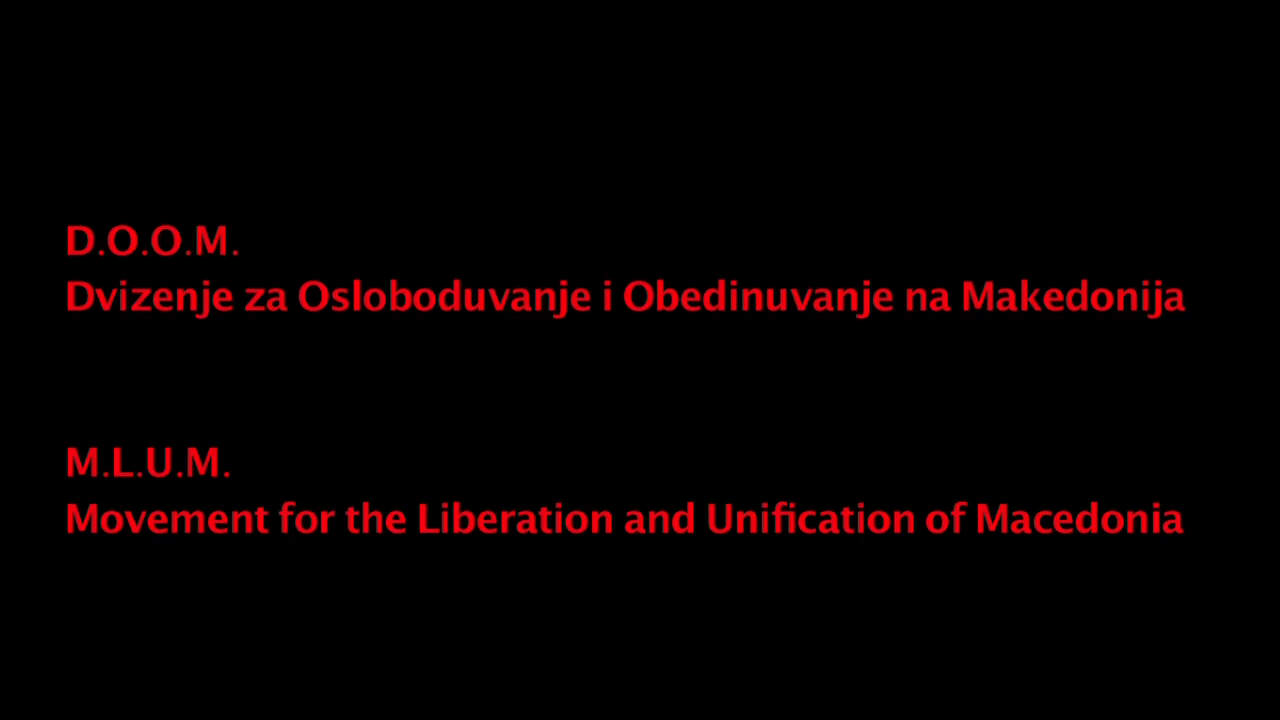 D.O.O.M.
Dvizenje za Osloboduvanje i Obedinuvanje na Makedonija
M.L.U.M.
Movement for the Liberation and Unification of Macedonia